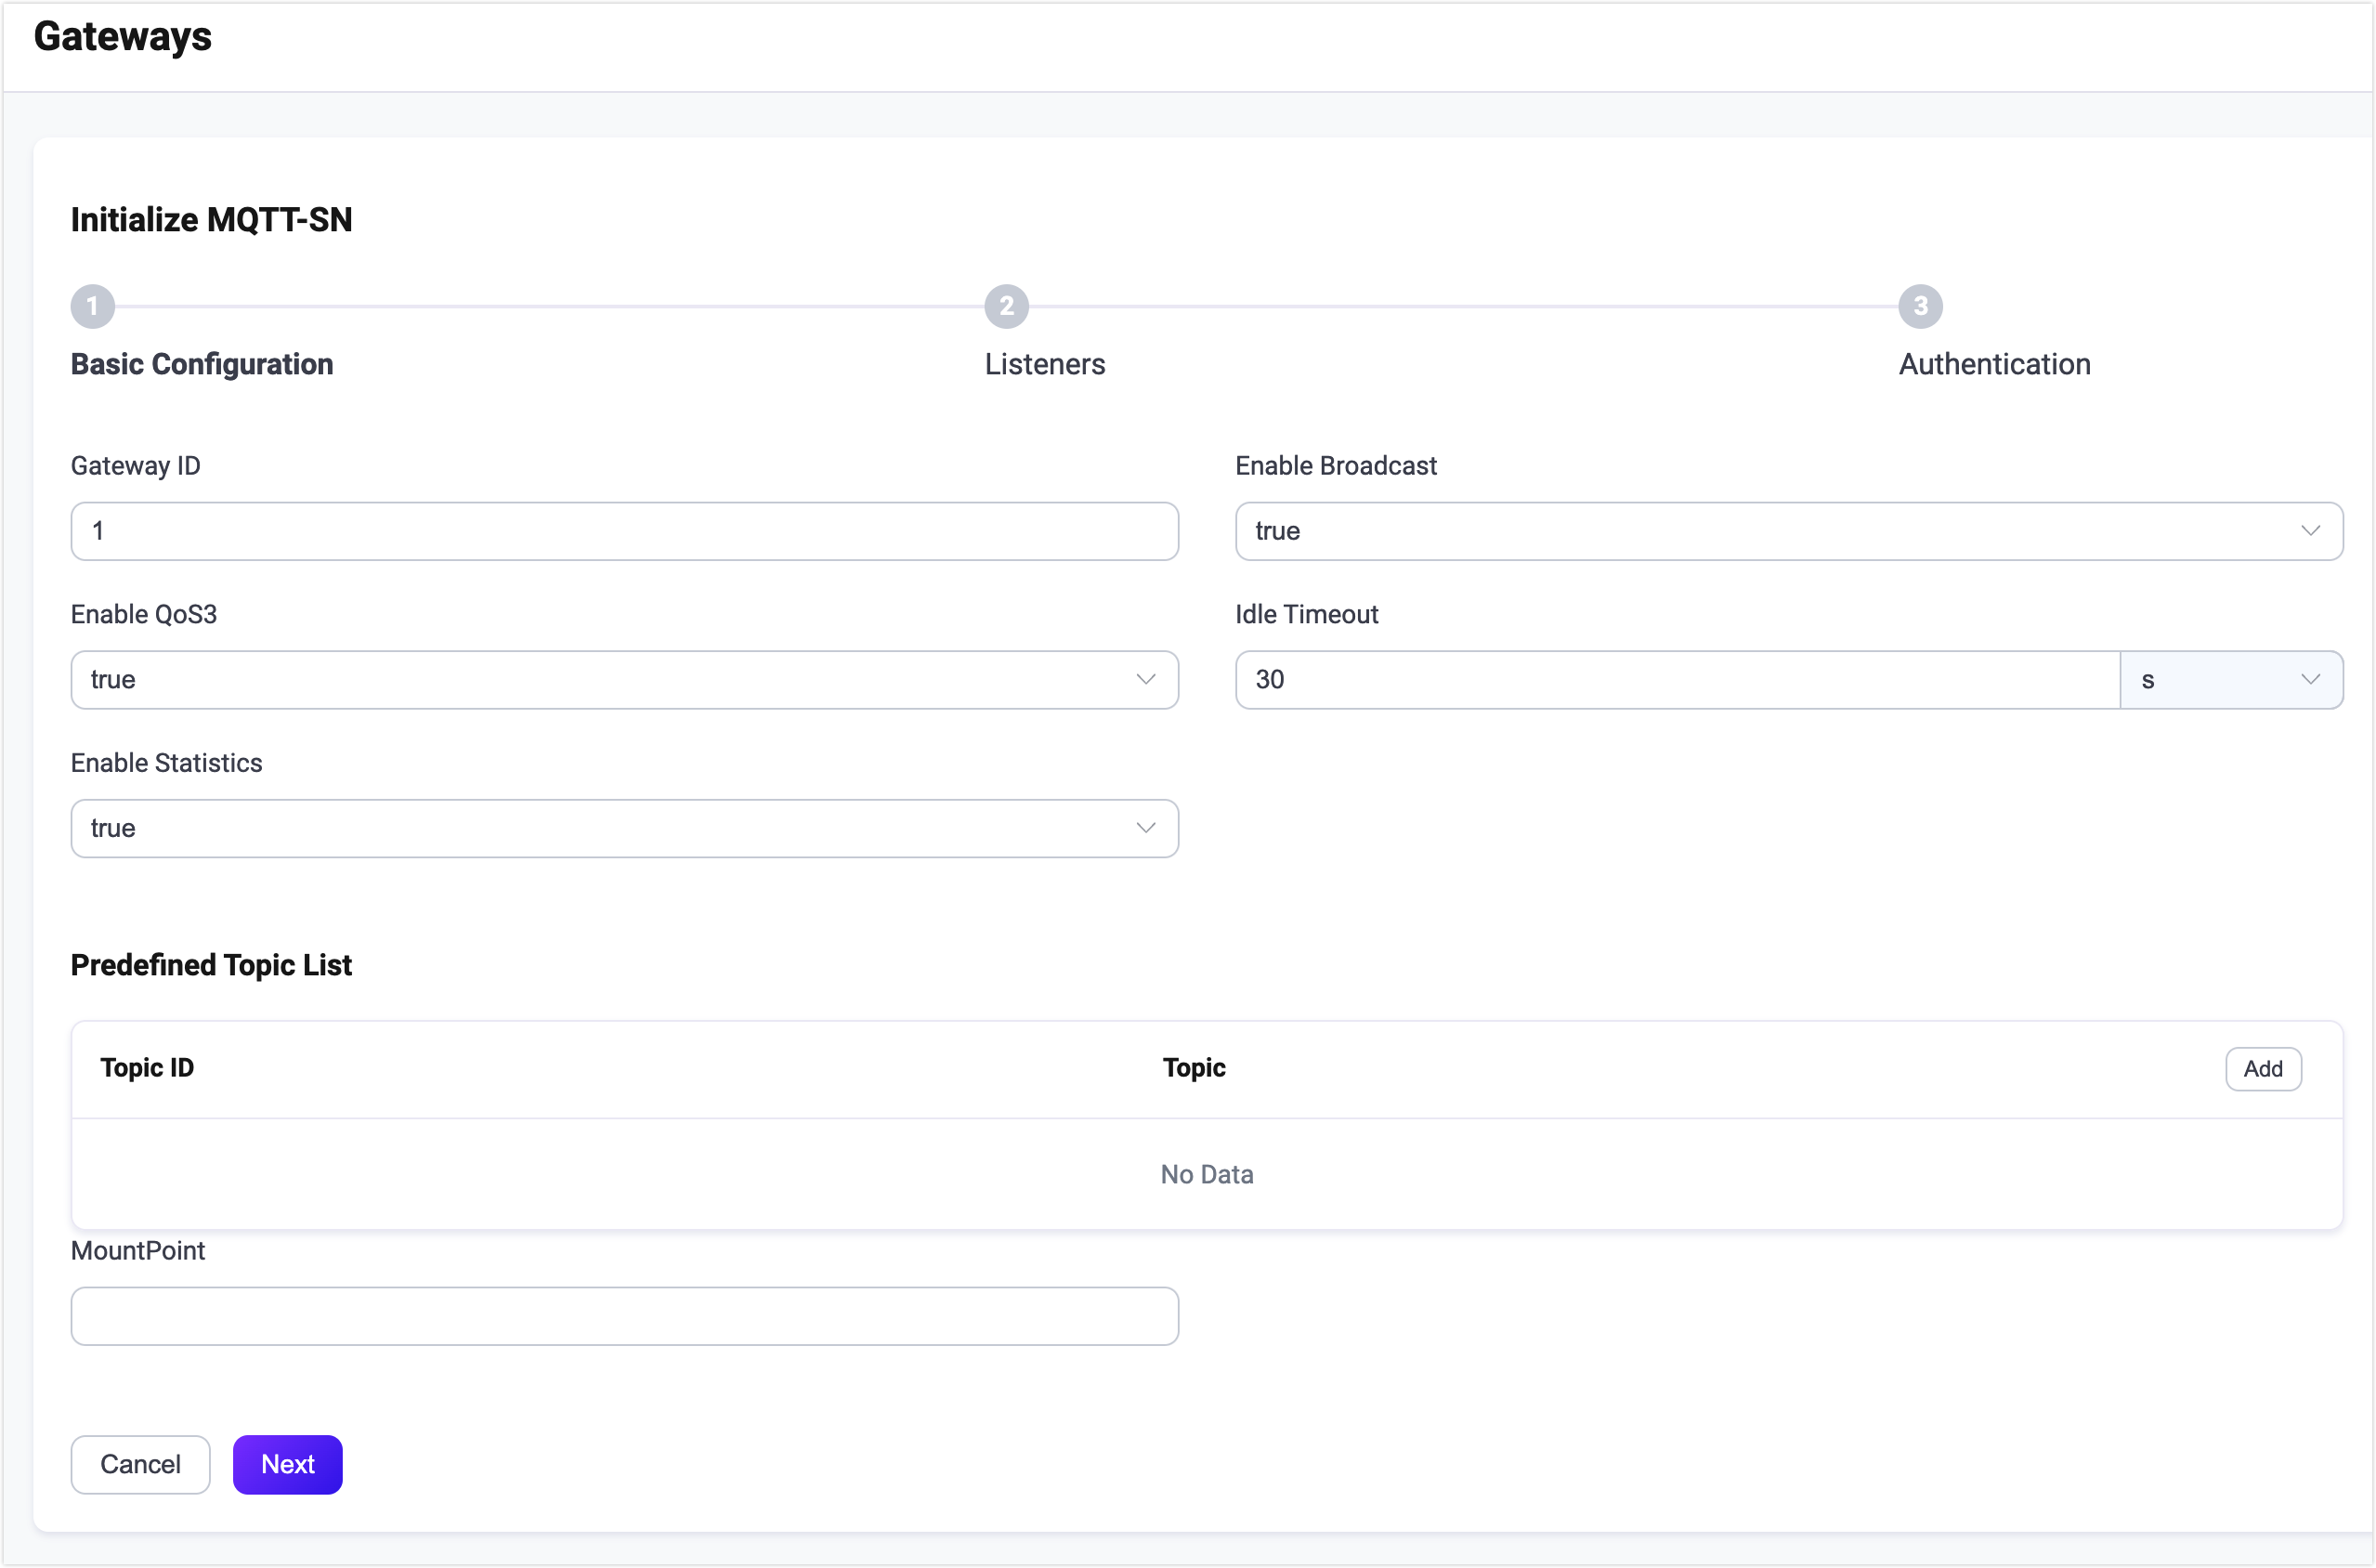 Gateways
Initialize MQTT-SN
1 2 3
Basic Configuration Listeners Authentication
Gateway ID Enable Broadcast
1 true
Enable QoS3 Idle Timeout
true 30 s
Enable Statistics
true
Predefined Topic List
Topic ID Topic Add
No Data
MountPoint
Cancel Next